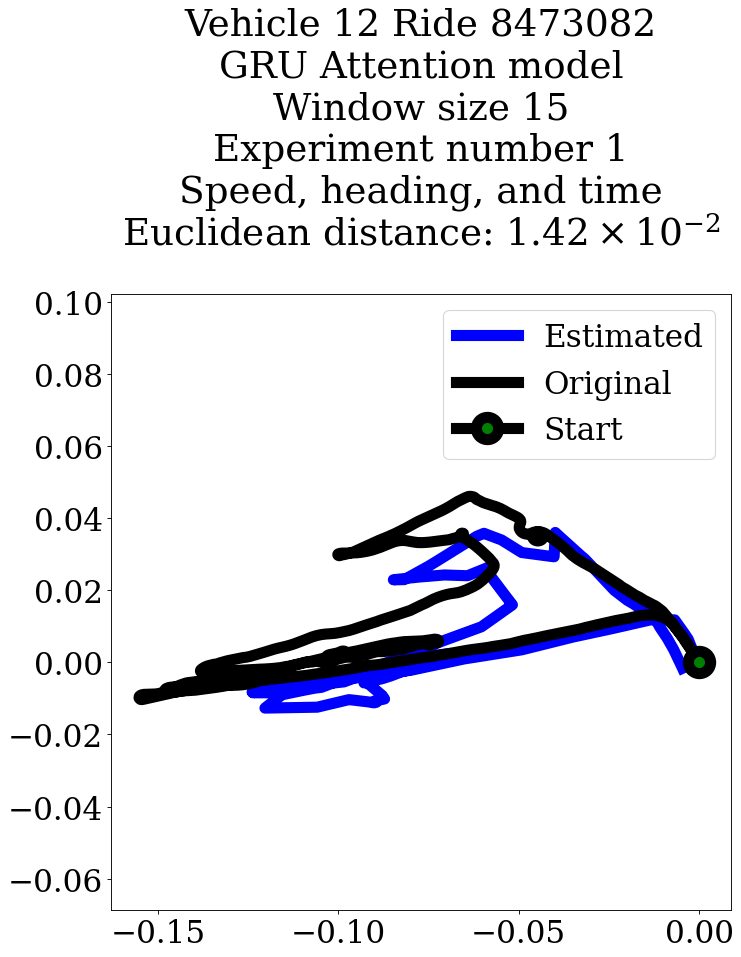 Vehicle 12 Ride 8473082
GRU Attention model
Window size 15
Experiment number 1
Speed, heading, and time
Euclidean distance: 1.42 × 10⁻²
Estimated
Original
Start
0.10
0.08
0.06
0.04
0.02
0.00
−0.02
−0.04
−0.06
−0.15 −0.10 −0.05 0.00